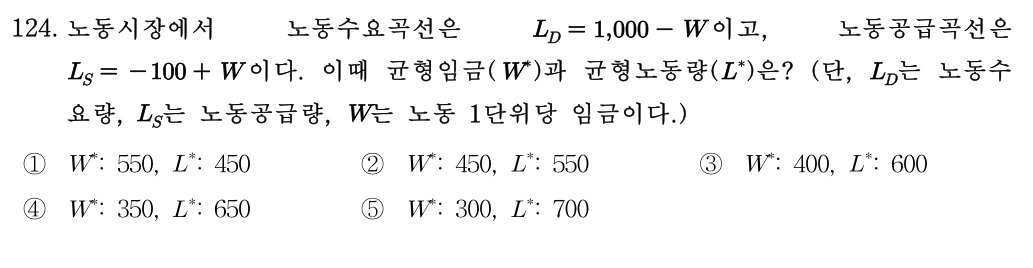 124. 노동시장에서 노동수요곡선은 L_D = 1,000 − W이고, 노동공급곡선은
L_S = −100 + W이다. 이때 균형임금(W*)과 균형노동량(L*)은? (단, L_D는 노동수
요량, L_S는 노동공급량, W는 노동 1단위당 임금이다.)
① W*: 550, L*: 450 ② W*: 450, L*: 550 ③ W*: 400, L*: 600
④ W*: 350, L*: 650 ⑤ W*: 300, L*: 700